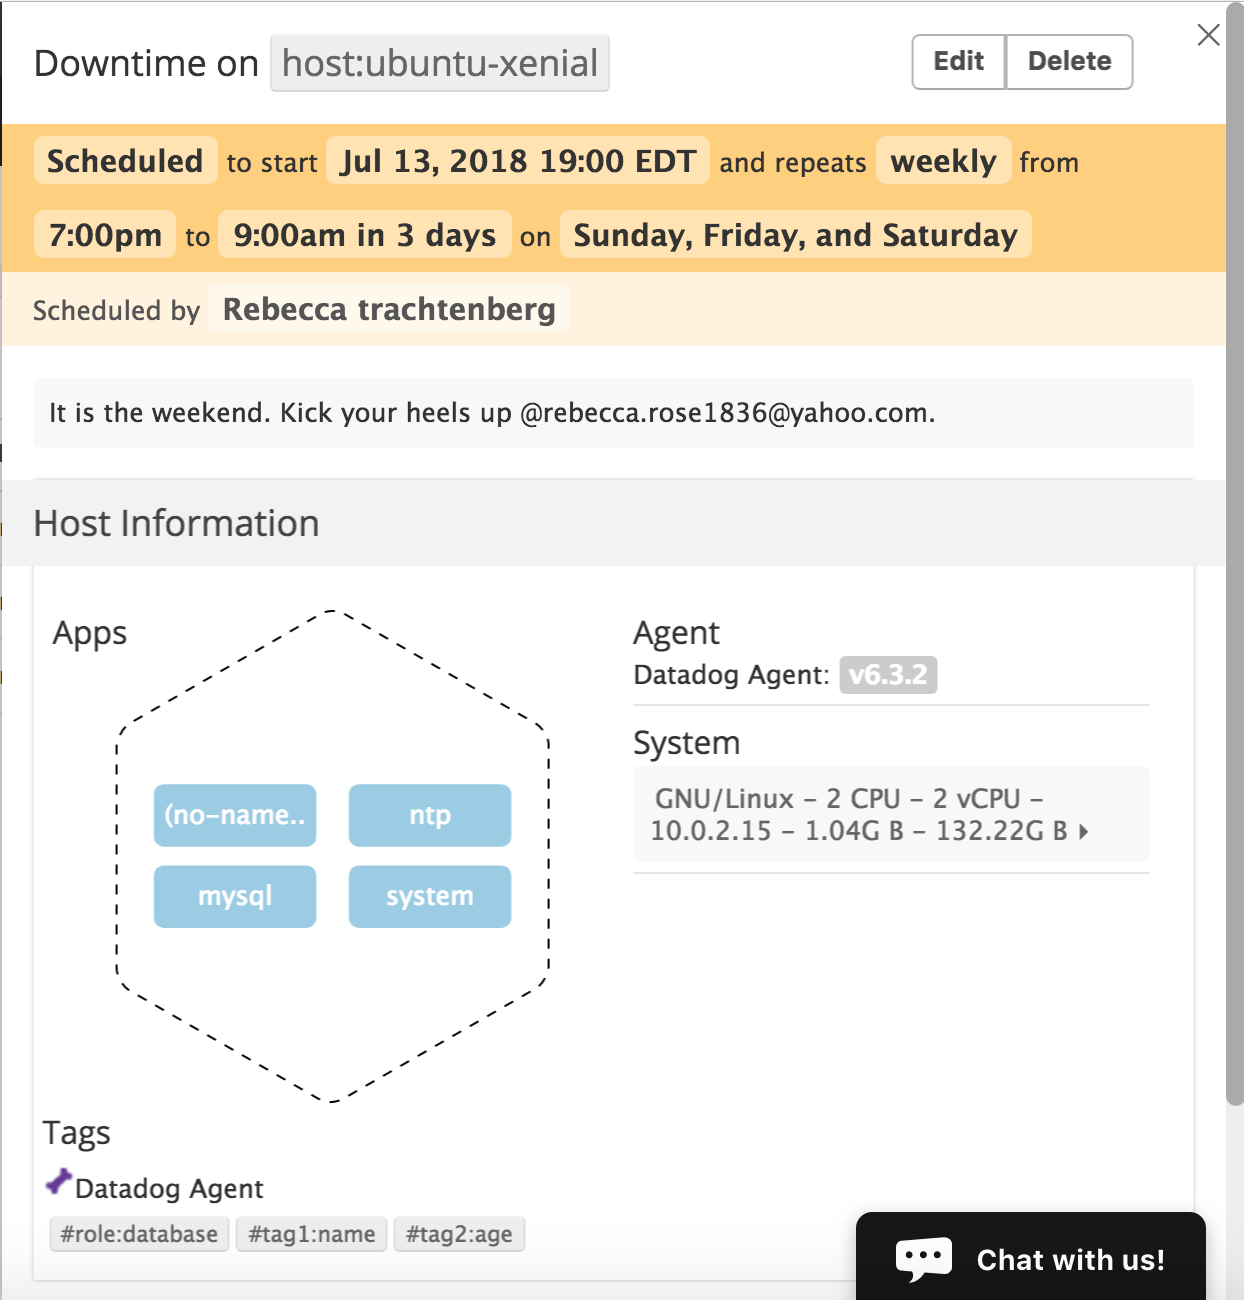 Downtime on host:ubuntu-xenial
Edit Delete
Scheduled to start Jul 13, 2018 19:00 EDT and repeats weekly from
7:00pm to 9:00am in 3 days on Sunday, Friday, and Saturday
Scheduled by Rebecca trachtenberg
It is the weekend. Kick your heels up @rebecca.rose1836@yahoo.com.
Host Information
Apps
(no-name..
ntp
mysql
system
Agent
Datadog Agent: v6.3.2
System
GNU/Linux - 2 CPU - 2 vCPU -
10.0.2.15 - 1.04G B - 132.22G B
Tags
Datadog Agent
#role:database #tag1:name #tag2:age
Chat with us!